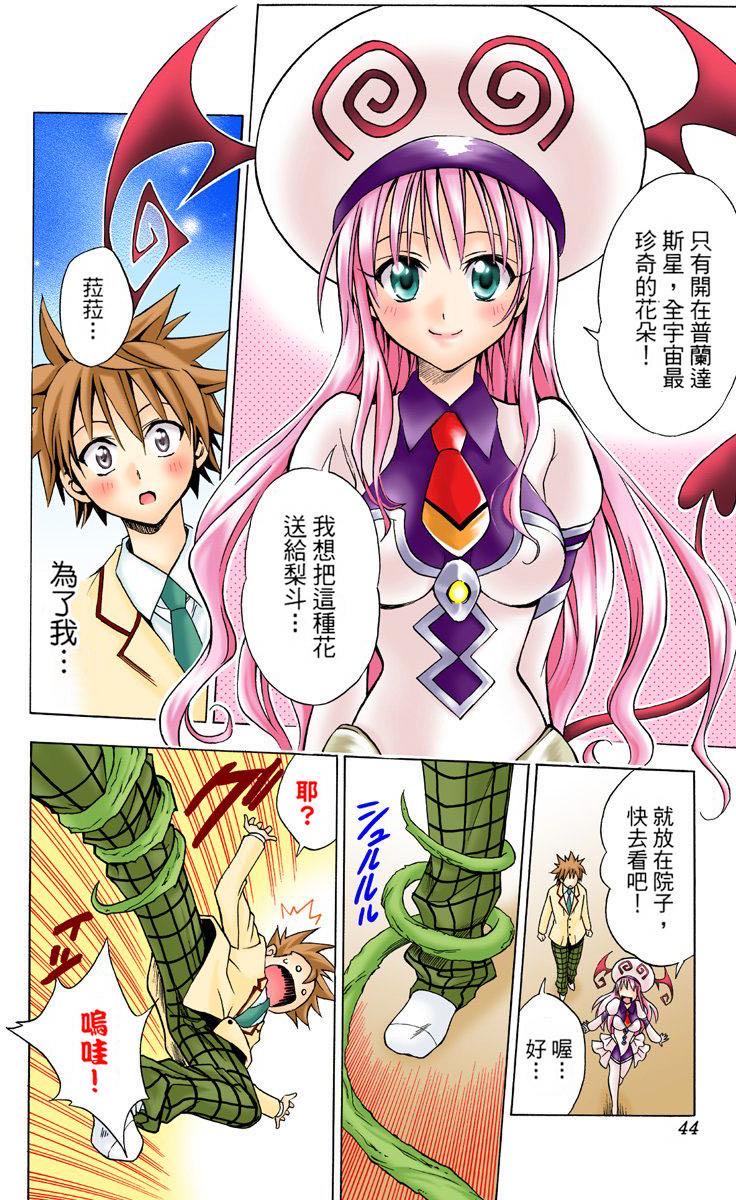 只有開在普蘭達
斯星，全宇宙最
珍奇的花朵！
我想把這種花
送給梨斗…
菈菈…
為了我…
就放在院子，
快去看吧！
喔…
好…
シュルルル
耶？
グイッ
嗚哇！
44